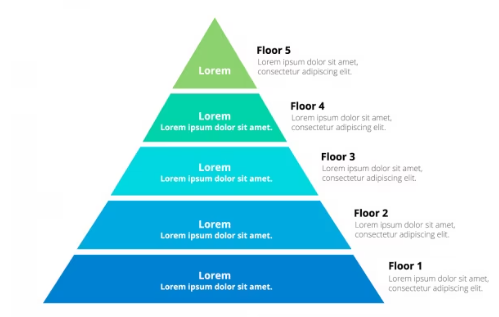 Floor 5
Lorem ipsum dolor sit amet,
consectetur adipiscing elit.
Lorem
Floor 4
Lorem ipsum dolor sit amet,
consectetur adipiscing elit.
Lorem
Lorem ipsum dolor sit amet.
Floor 3
Lorem ipsum dolor sit amet,
consectetur adipiscing elit.
Lorem
Lorem ipsum dolor sit amet.
Floor 2
Lorem ipsum dolor sit amet,
consectetur adipiscing elit.
Lorem
Lorem ipsum dolor sit amet.
Floor 1
Lorem ipsum dolor sit amet,
consectetur adipiscing elit.
Lorem
Lorem ipsum dolor sit amet.